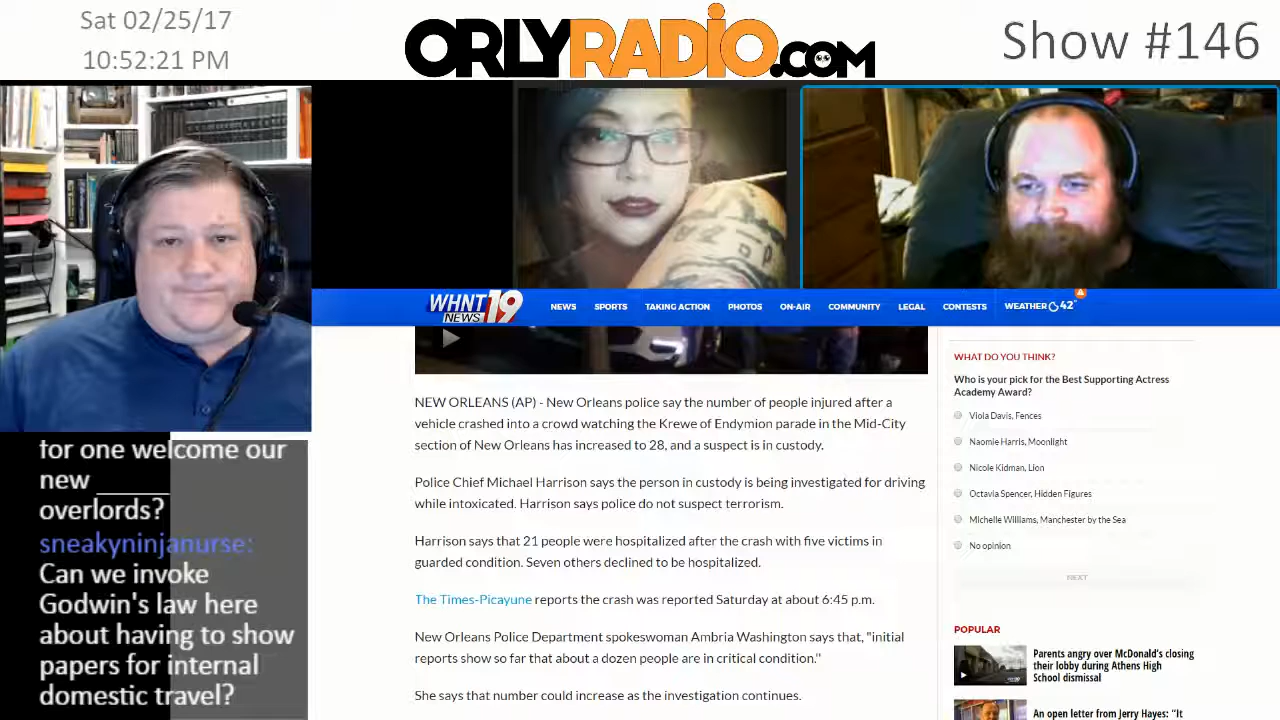 Sat 02/25/17
10:52:21 PM
ORLYRADiO.COM
Show #146
WHNT 19
NEWS
NEWS SPORTS TAKING ACTION PHOTOS ON-AIR COMMUNITY LEGAL CONTESTS WEATHER 42°
NEW ORLEANS (AP) - New Orleans police say the number of people injured after a
vehicle crashed into a crowd watching the Krewe of Endymion parade in the Mid-City
section of New Orleans has increased to 28, and a suspect is in custody.
Police Chief Michael Harrison says the person in custody is being investigated for driving
while intoxicated. Harrison says police do not suspect terrorism.
Harrison says that 21 people were hospitalized after the crash with five victims in
guarded condition. Seven others declined to be hospitalized.
The Times-Picayune reports the crash was reported Saturday at about 6:45 p.m.
New Orleans Police Department spokeswoman Ambria Washington says that, "initial
reports show so far that about a dozen people are in critical condition."
She says that number could increase as the investigation continues.
WHAT DO YOU THINK?
Who is your pick for the Best Supporting Actress
Academy Award?
Viola Davis, Fences
Naomie Harris, Moonlight
Nicole Kidman, Lion
Octavia Spencer, Hidden Figures
Michelle Williams, Manchester by the Sea
No opinion
NEXT
POPULAR
Parents angry over McDonald's closing
their lobby during Athens High
School dismissal
An open letter from Jerry Hayes: "It
for one welcome our
new ______
overlords?
sneakyninjanurse:
Can we invoke
Godwin's law here
about having to show
papers for internal
domestic travel?